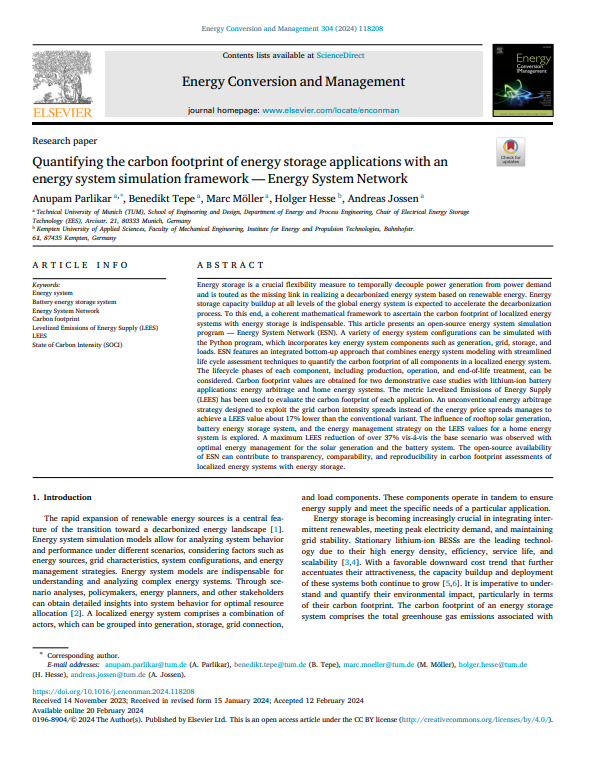 Energy Conversion and Management 304 (2024) 118208
Contents lists available at ScienceDirect
Energy Conversion and Management
journal homepage: www.elsevier.com/locate/enconman
ELSEVIER
Energy
Conversion
Management
Research paper
Check for
updates
Quantifying the carbon footprint of energy storage applications with an
energy system simulation framework — Energy System Network
Anupam Parlikar a,*, Benedikt Tepe a, Marc Möller a, Holger Hesse b, Andreas Jossen a
a Technical University of Munich (TUM), School of Engineering and Design, Department of Energy and Process Engineering, Chair of Electrical Energy Storage
Technology (EES), Arcisstr. 21, 80333 Munich, Germany
b Kempten University of Applied Sciences, Faculty of Mechanical Engineering, Institute for Energy and Propulsion Technologies, Bahnhofstr.
61, 87435 Kempten, Germany
ARTICLE INFO
Keywords:
Energy system
Battery energy storage system
Energy System Network
Carbon footprint
Levelized Emissions of Energy Supply (LEES)
LEES
State of Carbon Intensity (SOCI)
ABSTRACT
Energy storage is a crucial flexibility measure to temporally decouple power generation from power demand
and is touted as the missing link in realizing a decarbonized energy system based on renewable energy. Energy
storage capacity buildup at all levels of the global energy system is expected to accelerate the decarbonization
process. To this end, a coherent mathematical framework to ascertain the carbon footprint of localized energy
systems with energy storage is indispensable. This article presents an open-source energy system simulation
program — Energy System Network (ESN). A variety of energy system configurations can be simulated with
the Python program, which incorporates key energy system components such as generation, grid, storage, and
loads. ESN features an integrated bottom-up approach that combines energy system modeling with streamlined
life cycle assessment techniques to quantify the carbon footprint of all components in a localized energy system.
The lifecycle phases of each component, including production, operation, and end-of-life treatment, can be
considered. Carbon footprint values are obtained for two demonstrative case studies with lithium-ion battery
applications: energy arbitrage and home energy systems. The metric Levelized Emissions of Energy Supply
(LEES) has been used to evaluate the carbon footprint of each application. An unconventional energy arbitrage
strategy designed to exploit the grid carbon intensity spreads instead of the energy price spreads manages to
achieve a LEES value about 17% lower than the conventional variant. The influence of rooftop solar generation,
battery energy storage system, and the energy management strategy on the LEES values for a home energy
system is explored. A maximum LEES reduction of over 37% vis-á-vis the base scenario was observed with
optimal energy management for the solar generation and the battery system. The open-source availability
of ESN can contribute to transparency, comparability, and reproducibility in carbon footprint assessments of
localized energy systems with energy storage.
1. Introduction
The rapid expansion of renewable energy sources is a central fea-
ture of the transition toward a decarbonized energy landscape [1].
Energy system simulation models allow for analyzing system behavior
and performance under different scenarios, considering factors such as
energy sources, grid characteristics, system configurations, and energy
management strategies. Energy system models are indispensable for
understanding and analyzing complex energy systems. Through sce-
nario analyses, policymakers, energy planners, and other stakeholders
can obtain detailed insights into system behavior for optimal resource
allocation [2]. A localized energy system comprises a combination of
actors, which can be grouped into generation, storage, grid connection,
and load components. These components operate in tandem to ensure
energy supply and meet the specific needs of a particular application.
Energy storage is becoming increasingly crucial in integrating inter-
mittent renewables, meeting peak electricity demand, and maintaining
grid stability. Stationary lithium-ion BESSs are the leading technol-
ogy due to their high energy density, efficiency, service life, and
scalability [3,4]. With a favorable downward cost trend that further
accentuates their attractiveness, the capacity buildup and deployment
of these systems both continue to grow [5,6]. It is imperative to under-
stand and quantify their environmental impact, particularly in terms
of their carbon footprint. The carbon footprint of an energy storage
system comprises the total greenhouse gas emissions associated with
* Corresponding author.
E-mail addresses: anupam.parlikar@tum.de (A. Parlikar), benedikt.tepe@tum.de (B. Tepe), marc.moeller@tum.de (M. Möller), holger.hesse@tum.de
(H. Hesse), andreas.jossen@tum.de (A. Jossen).
https://doi.org/10.1016/j.enconman.2024.118208
Received 14 November 2023; Received in revised form 15 January 2024; Accepted 12 February 2024
Available online 20 February 2024
0196-8904/© 2024 The Author(s). Published by Elsevier Ltd. This is an open access article under the CC BY license (http://creativecommons.org/licenses/by/4.0/).